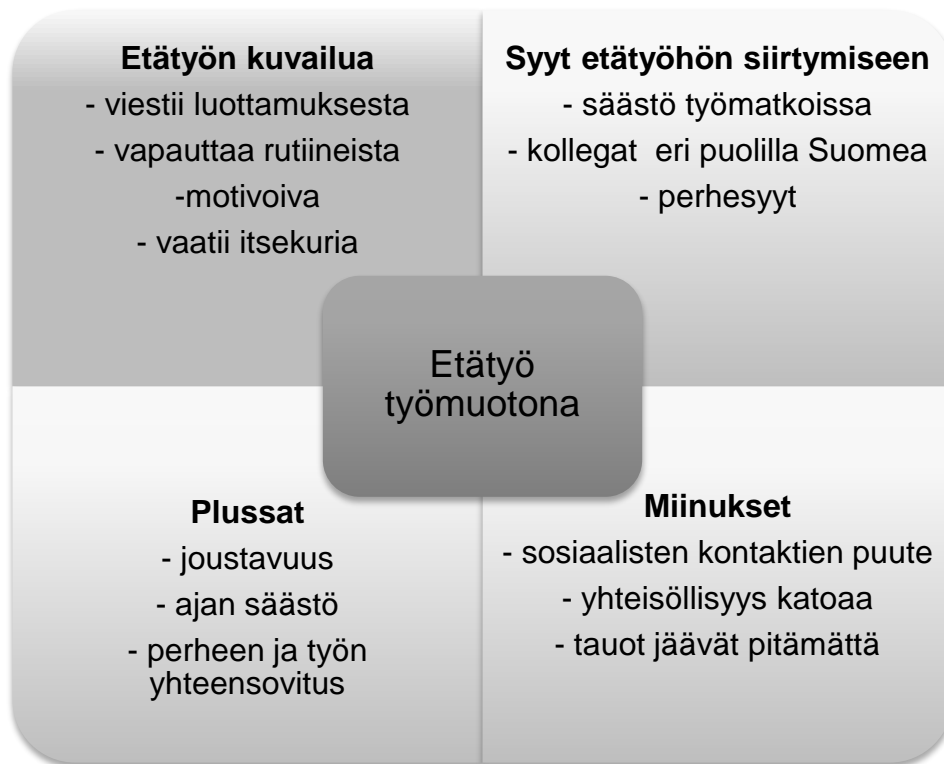 Etätyön kuvailua
- viestii luottamuksesta
- vapauttaa rutiineista
-motivoiva
- vaatii itsekuria
Syyt etätyöhön siirtymiseen
- säästö työmatkoissa
- kollegat  eri puolilla Suomea
- perhesyyt
Etätyö
työmuotona
Plussat
- joustavuus
- ajan säästö
- perheen ja työn
yhteensovitus
Miinukset
- sosiaalisten kontaktien puute
- yhteisöllisyys katoaa
- tauot jäävät pitämättä